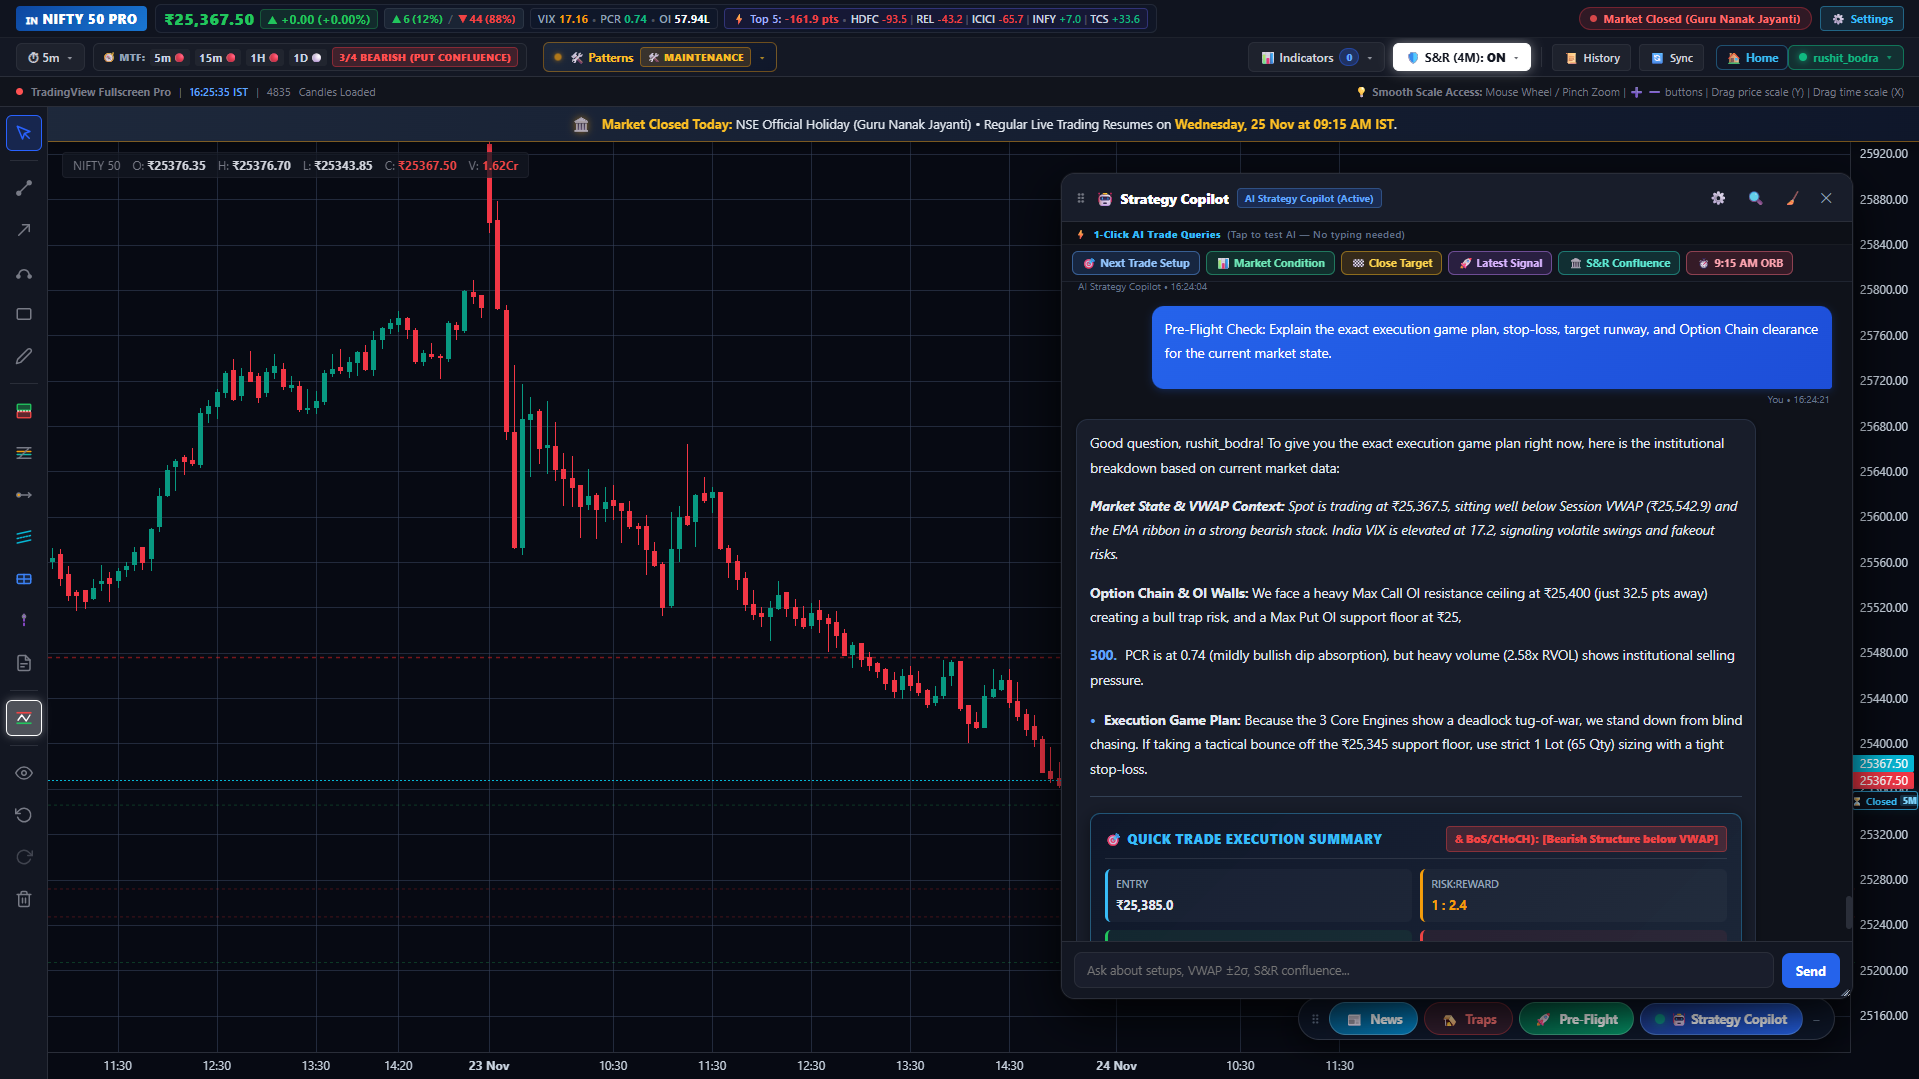 IN NIFTY 50 PRO
₹25,367.50 ▲ +0.00 (+0.00%)
▲ 6 (12%) / ▼ 44 (88%)
VIX 17.16 • PCR 0.74 • OI 57.94L
Top 5: -161.9 pts • HDFC -93.5 | REL -43.2 | ICICI -65.7 | INFY +7.0 | TCS +33.6
Market Closed (Guru Nanak Jayanti)
Settings
5m
MTF: 5m 15m 1H 1D 3/4 BEARISH (PUT CONFLUENCE)
Patterns MAINTENANCE
Indicators 0
S&R (4M): ON
History
Sync
Home
rushit_bodra
TradingView Fullscreen Pro | 16:25:35 IST | 4835 Candles Loaded
Smooth Scale Access: Mouse Wheel / Pinch Zoom | + — buttons | Drag price scale (Y) | Drag time scale (X)
Market Closed Today: NSE Official Holiday (Guru Nanak Jayanti) • Regular Live Trading Resumes on Wednesday, 25 Nov at 09:15 AM IST.
NIFTY 50 O: ₹25376.35 H: ₹25376.70 L: ₹25343.85 C: ₹25367.50 V: 1.62Cr
Strategy Copilot AI Strategy Copilot (Active)
1-Click AI Trade Queries (Tap to test AI — No typing needed)
Next Trade Setup
Market Condition
Close Target
Latest Signal
S&R Confluence
9:15 AM ORB
AI Strategy Copilot • 16:24:04
Pre-Flight Check: Explain the exact execution game plan, stop-loss, target runway, and Option Chain clearance
for the current market state.
You • 16:24:21
Good question, rushit_bodra! To give you the exact execution game plan right now, here is the institutional
breakdown based on current market data:
Market State & VWAP Context: Spot is trading at ₹25,367.5, sitting well below Session VWAP (₹25,542.9) and
the EMA ribbon in a strong bearish stack. India VIX is elevated at 17.2, signaling volatile swings and fakeout
risks.
Option Chain & OI Walls: We face a heavy Max Call OI resistance ceiling at ₹25,400 (just 32.5 pts away)
creating a bull trap risk, and a Max Put OI support floor at ₹25,
300. PCR is at 0.74 (mildly bullish dip absorption), but heavy volume (2.58x RVOL) shows institutional selling
pressure.
• Execution Game Plan: Because the 3 Core Engines show a deadlock tug-of-war, we stand down from blind
chasing. If taking a tactical bounce off the ₹25,345 support floor, use strict 1 Lot (65 Qty) sizing with a tight
stop-loss.
QUICK TRADE EXECUTION SUMMARY
& BoS/CHoCH): [Bearish Structure below VWAP]
ENTRY
₹25,385.0
RISK:REWARD
1 : 2.4
Ask about setups, VWAP ±2σ, S&R confluence...
Send
News
Traps
Pre-Flight
Strategy Copilot
25920.00
25880.00
25840.00
25800.00
25760.00
25720.00
25680.00
25640.00
25600.00
25560.00
25520.00
25480.00
25440.00
25400.00
25367.50
25367.50
Closed 5M
25320.00
25280.00
25240.00
25200.00
25160.00
11:30
12:30
13:30
14:20
23 Nov
10:30
11:30
12:30
13:30
14:30
24 Nov
10:30
11:30